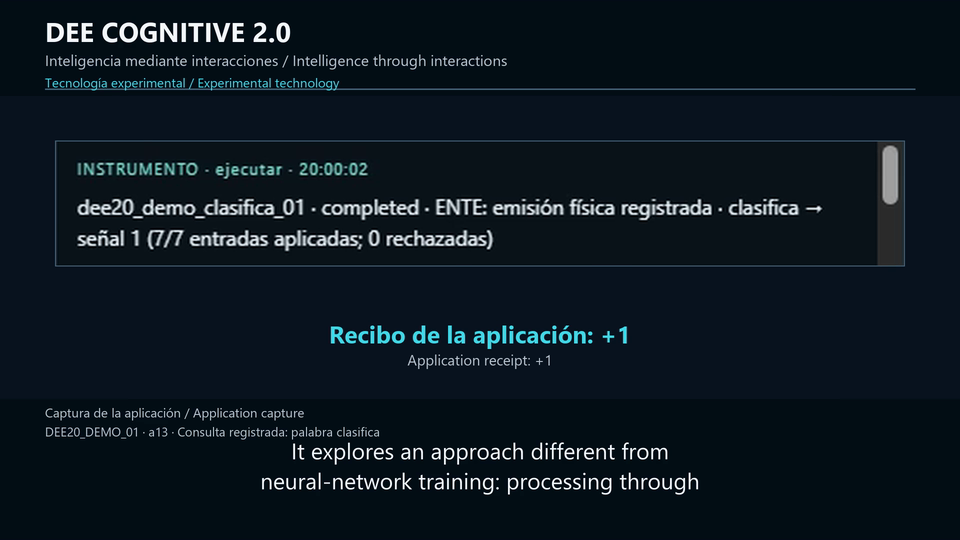 DEE COGNITIVE 2.0
Inteligencia mediante interacciones / Intelligence through interactions
Tecnología experimental / Experimental technology
INSTRUMENTO · ejecutar · 20:00:02
dee20_demo_clasifica_01 · completed · ENTE: emisión física registrada · clasifica →
señal 1 (7/7 entradas aplicadas; 0 rechazadas)
Recibo de la aplicación: +1
Application receipt: +1
Captura de la aplicación / Application capture
DEE20_DEMO_01 · a13 · Consulta registrada: palabra clasifica
It explores an approach different from
neural-network training: processing through